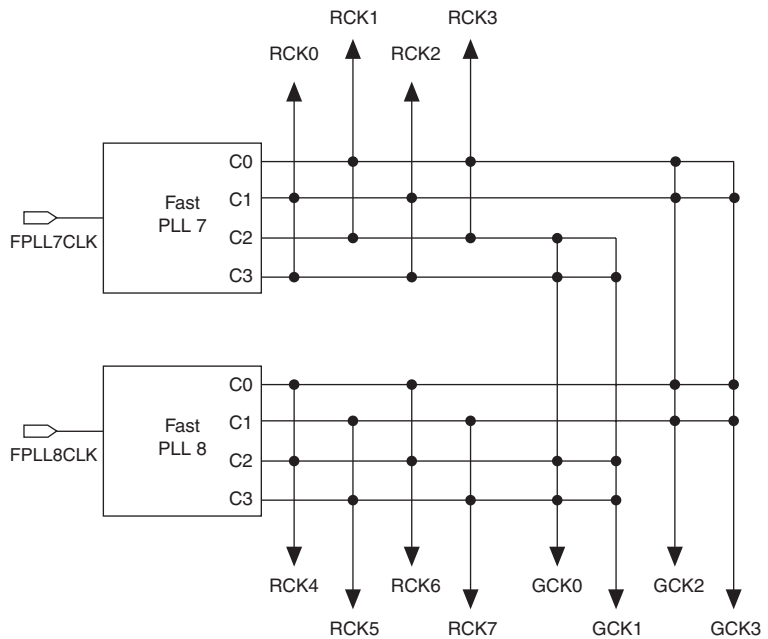 RCK1
RCK3
RCK0
RCK2
C0
C1
Fast
PLL 7
C2
FPLL7CLK
C3
C0
C1
Fast
PLL 8
C2
FPLL8CLK
C3
RCK4
RCK6
GCK0
GCK2
RCK5
RCK7
GCK1
GCK3